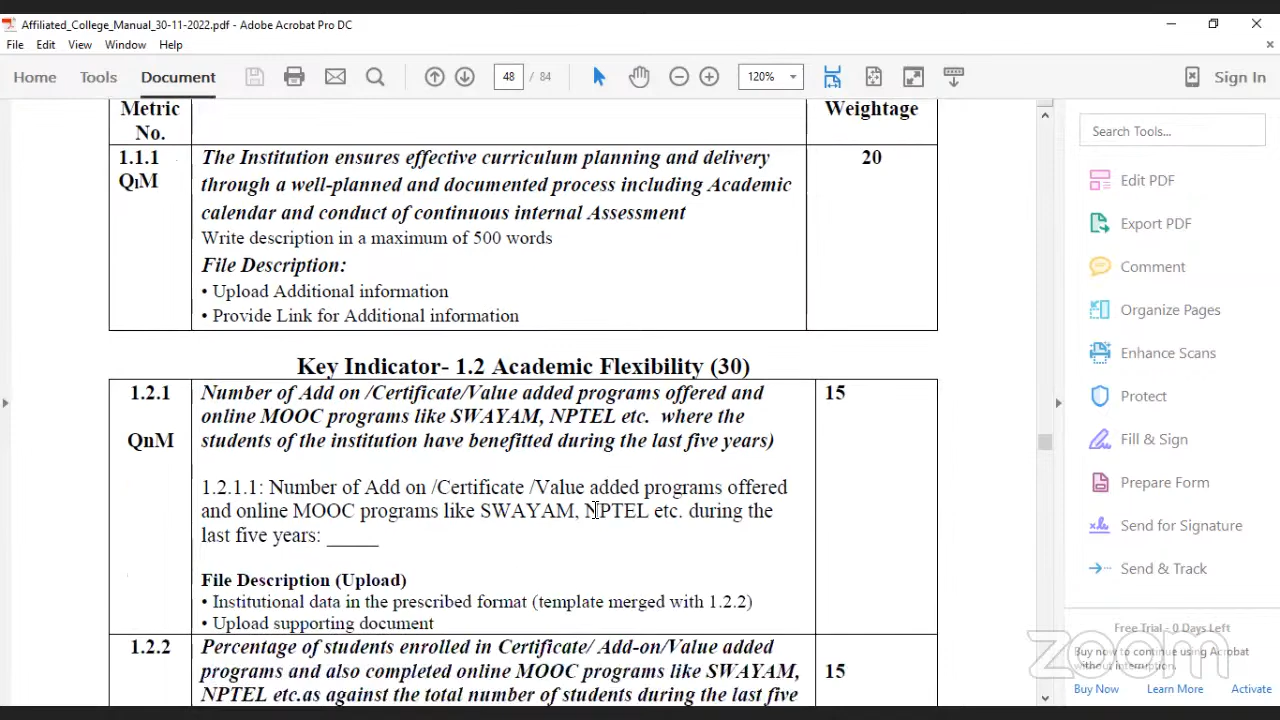 Affiliated_College_Manual_30-11-2022.pdf - Adobe Acrobat Pro DC
File Edit View Window Help
Home Tools Document 48 / 84 120% Sign In
Metric No. Weightage
1.1.1 QlM
The Institution ensures effective curriculum planning and delivery
through a well-planned and documented process including Academic
calendar and conduct of continuous internal Assessment
Write description in a maximum of 500 words
File Description:
• Upload Additional information
• Provide Link for Additional information
20
Key Indicator- 1.2 Academic Flexibility (30)
1.2.1
QnM
Number of Add on /Certificate/Value added programs offered and
online MOOC programs like SWAYAM, NPTEL etc. where the
students of the institution have benefitted during the last five years)
15
1.2.1.1: Number of Add on /Certificate /Value added programs offered
and online MOOC programs like SWAYAM, NPTEL etc. during the
last five years: _____
File Description (Upload)
• Institutional data in the prescribed format (template merged with 1.2.2)
• Upload supporting document
1.2.2
Percentage of students enrolled in Certificate/ Add-on/Value added
programs and also completed online MOOC programs like SWAYAM,
NPTEL etc.as against the total number of students during the last five
15
Search Tools...
Edit PDF
Export PDF
Comment
Organize Pages
Enhance Scans
Protect
Fill & Sign
Prepare Form
Send for Signature
Send & Track
Free Trial - 0 Days Left
Buy now to continue using Acrobat
without interruption.
Buy Now Learn More Activate
zoom